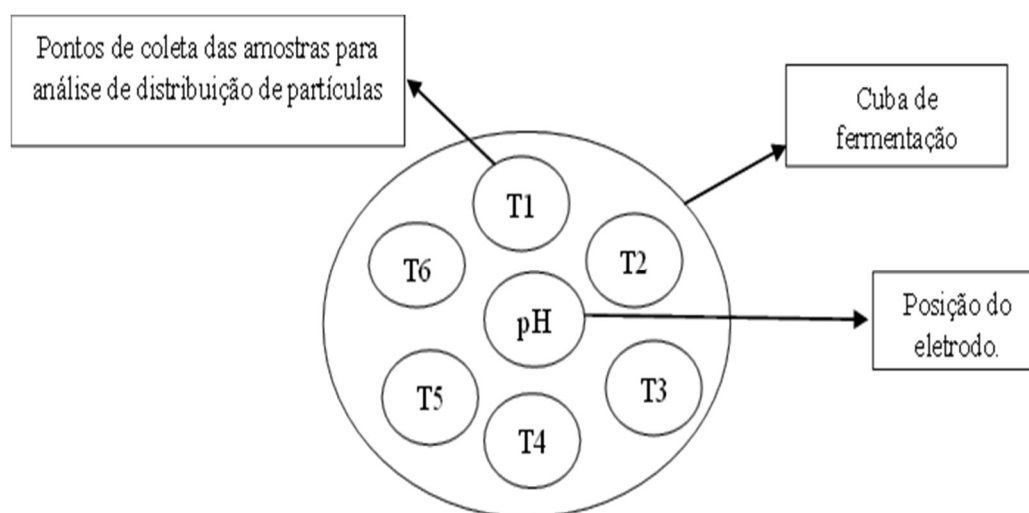 Pontos de coleta das amostras para
análise de distribuição de partículas
Cuba de
fermentação
T1
T2
T6
pH
Posição do
eletrodo.
T5
T3
T4